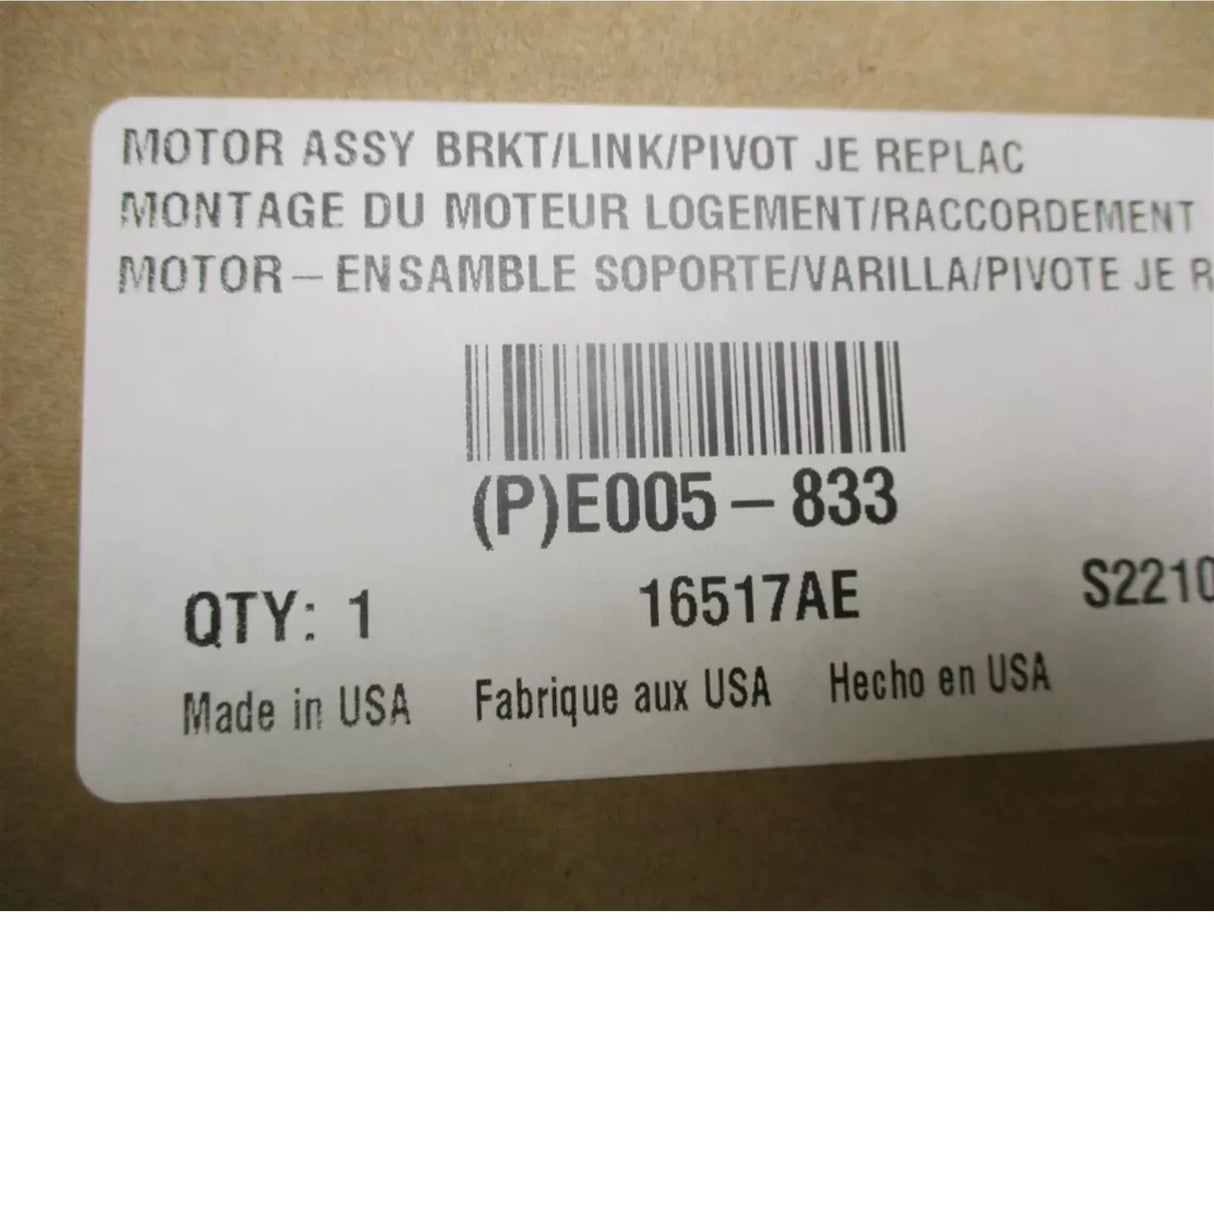 MOTOR ASSY BRKT/LINK/PIVOT JE REPLAC
MONTAGE DU MOTEUR LOGEMENT/RACCORDEMENT
MOTOR – ENSAMBLE SOPORTE/VARILLA/PIVOTE JE R
(P)E005 – 833
QTY: 1 16517AE S2210
Made in USA Fabrique aux USA Hecho en USA